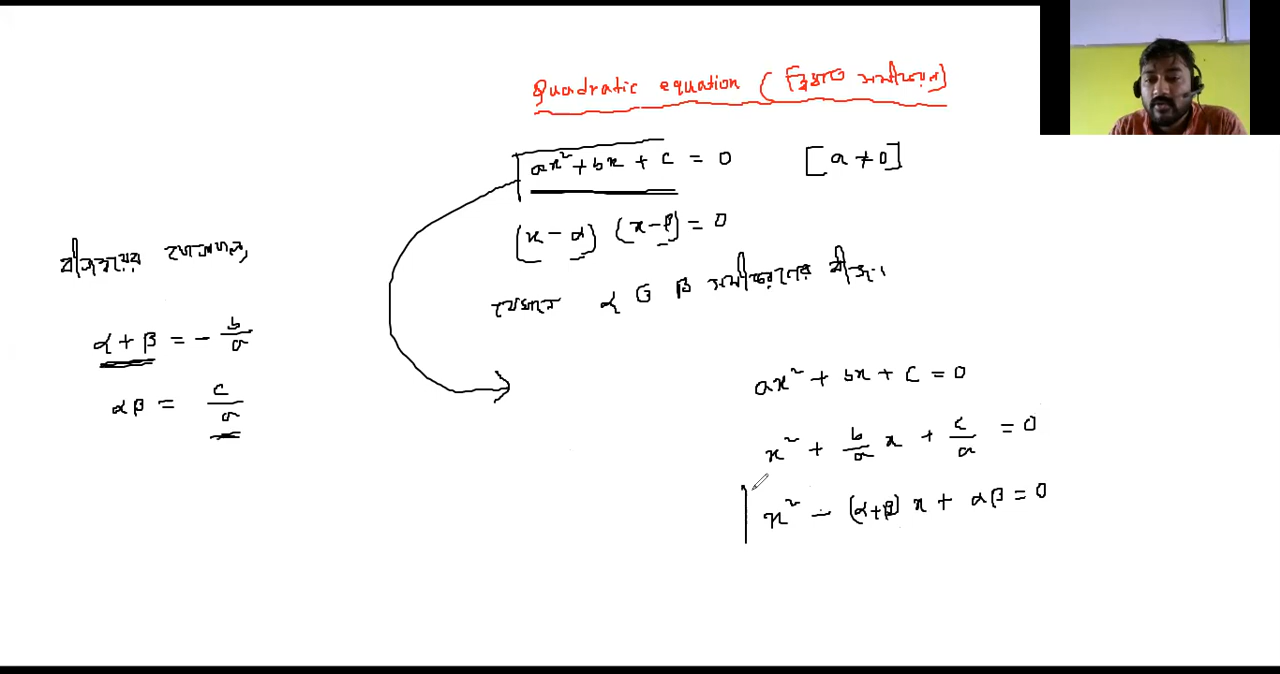 Quadratic equation (দ্বিঘাত সমীকরণ)
ax² + bx + c = 0 [a ≠ 0]
(x - α) (x - β) = 0
যেখানে α ও β সমীকরণের বীজ।
বীজদ্বয়ের যোগফল,
α + β = - b/a
αβ = c/a
ax² + bx + c = 0
x² + b/a x + c/a = 0
x² - (α+β) x + αβ = 0